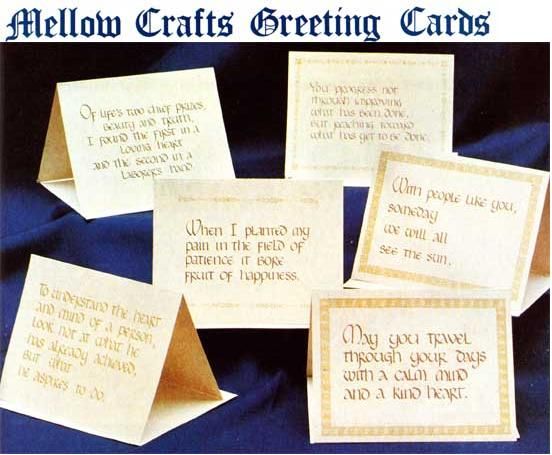 Mellow Crafts Greeting Cards
Of life's two chief prizes,
beauty and truth,
I found the first in a
loving heart
and the second in a
laborer's hand.
You progress not
through improving
what has been done,
but reaching toward
what has yet to be done.
When I planted my
pain in the field of
patience it bore
fruit of happiness.
With people like you,
someday
we will all
see the sun.
To understand the heart
and mind of a person,
look not at what he
has already achieved,
but what
he aspires to do.
May you travel
through your days
with a calm mind
and a kind heart.